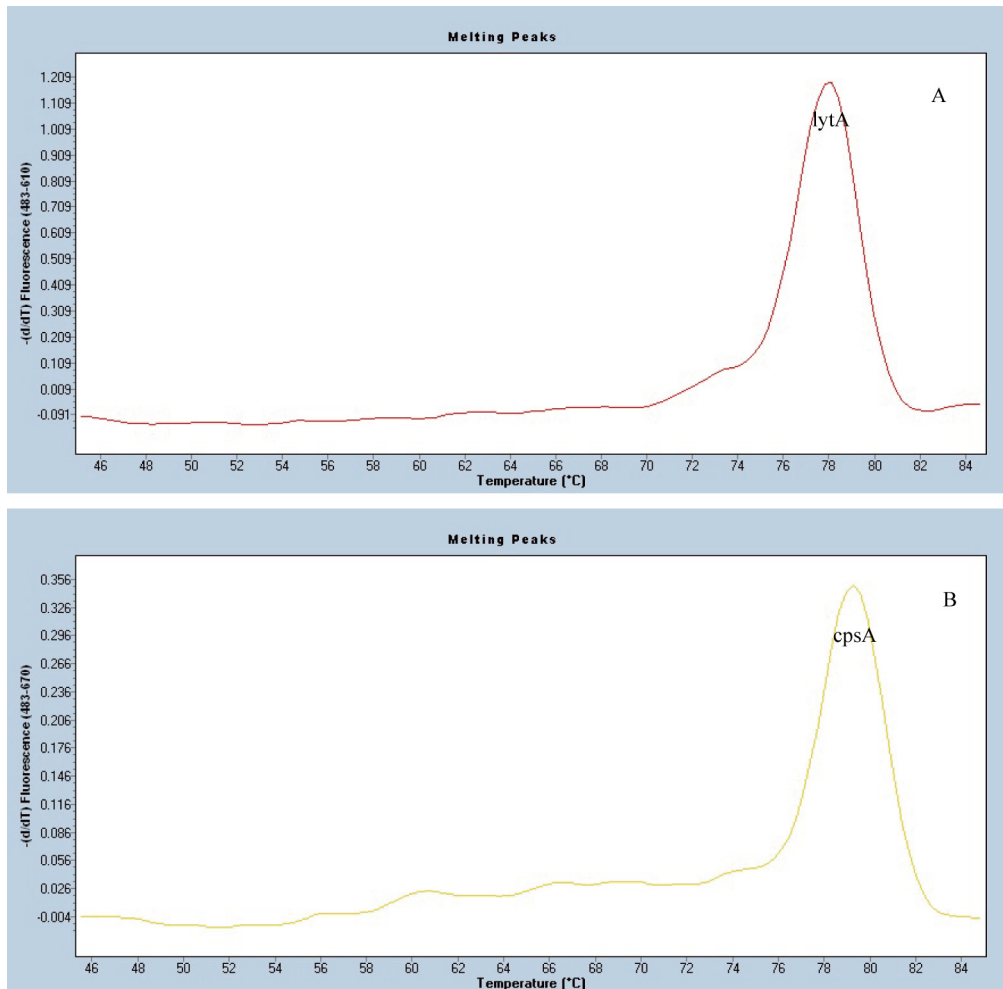 Melting Peaks
A
lytA
-(d/dT) Fluorescence (483-610)
1.209
1.109
1.009
0.909
0.809
0.709
0.609
0.509
0.409
0.309
0.209
0.109
0.009
-0.091
46 48 50 52 54 56 58 60 62 64 66 68 70 72 74 76 78 80 82 84
Temperature (°C)
Melting Peaks
B
cpsA
-(d/dT) Fluorescence (483-670)
0.356
0.326
0.296
0.266
0.236
0.206
0.176
0.146
0.116
0.086
0.056
0.026
-0.004
46 48 50 52 54 56 58 60 62 64 66 68 70 72 74 76 78 80 82 84
Temperature (°C)